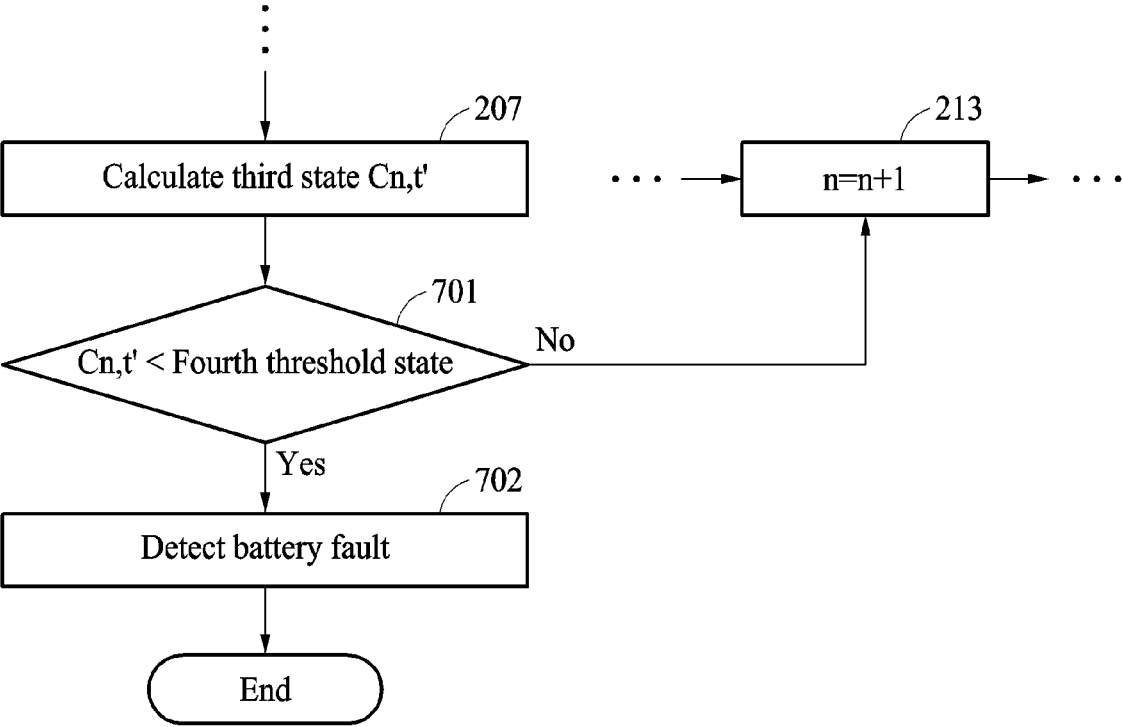 207
Calculate third state Cn,t'
213
n=n+1
701
Cn,t' < Fourth threshold state
No
Yes
702
Detect battery fault
End